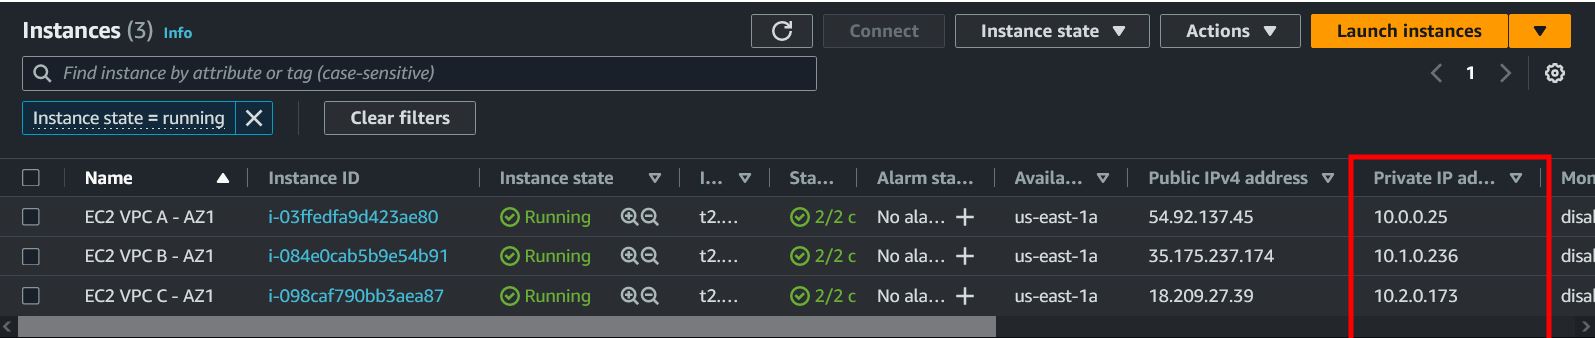 Instances (3) Info Connect Instance state Actions Launch instances
Find instance by attribute or tag (case-sensitive) 1
Instance state = running Clear filters
Name Instance ID Instance state I... Sta... Alarm sta... Availa... Public IPv4 address Private IP ad... Mon
EC2 VPC A - AZ1 i-03ffedfa9d423ae80 Running t2.... 2/2 c No ala... us-east-1a 54.92.137.45 10.0.0.25 disal
EC2 VPC B - AZ1 i-084e0cab5b9e54b91 Running t2.... 2/2 c No ala... us-east-1a 35.175.237.174 10.1.0.236 disal
EC2 VPC C - AZ1 i-098caf790bb3aea87 Running t2.... 2/2 c No ala... us-east-1a 18.209.27.39 10.2.0.173 disal